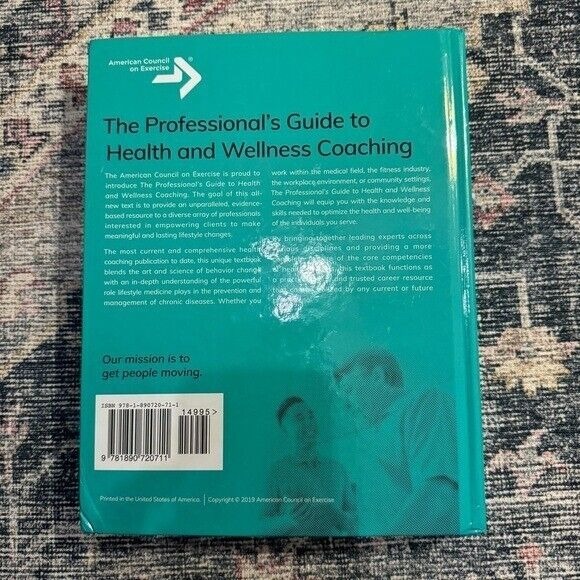 American Council
on Exercise
®
The Professional's Guide to
Health and Wellness Coaching
The American Council on Exercise is proud to
introduce The Professional's Guide to Health
and Wellness Coaching. The goal of this all-
new text is to provide an unparalleled, evidence-
based resource to a diverse array of professionals
interested in empowering clients to make
meaningful and lasting lifestyle changes.
The most current and comprehensive health
coaching publication to date, this unique textbook
blends the art and science of behavior change
with an in-depth understanding of the powerful
role lifestyle medicine plays in the prevention and
management of chronic diseases. Whether you
work within the medical field, the fitness industry,
the workplace environment, or community settings,
The Professional's Guide to Health and Wellness
Coaching will equip you with the knowledge and
skills needed to optimize the health and well-being
of the individuals you serve.
By bringing together leading experts across
various disciplines and providing a more
of the core competencies
this textbook functions as
a and trusted career resource
by any current or future
Our mission is to
get people moving.
ISBN 978-1-890720-71-1
14995>
9 781890 720711
Printed in the United States of America. | Copyright © 2019 American Council on Exercise